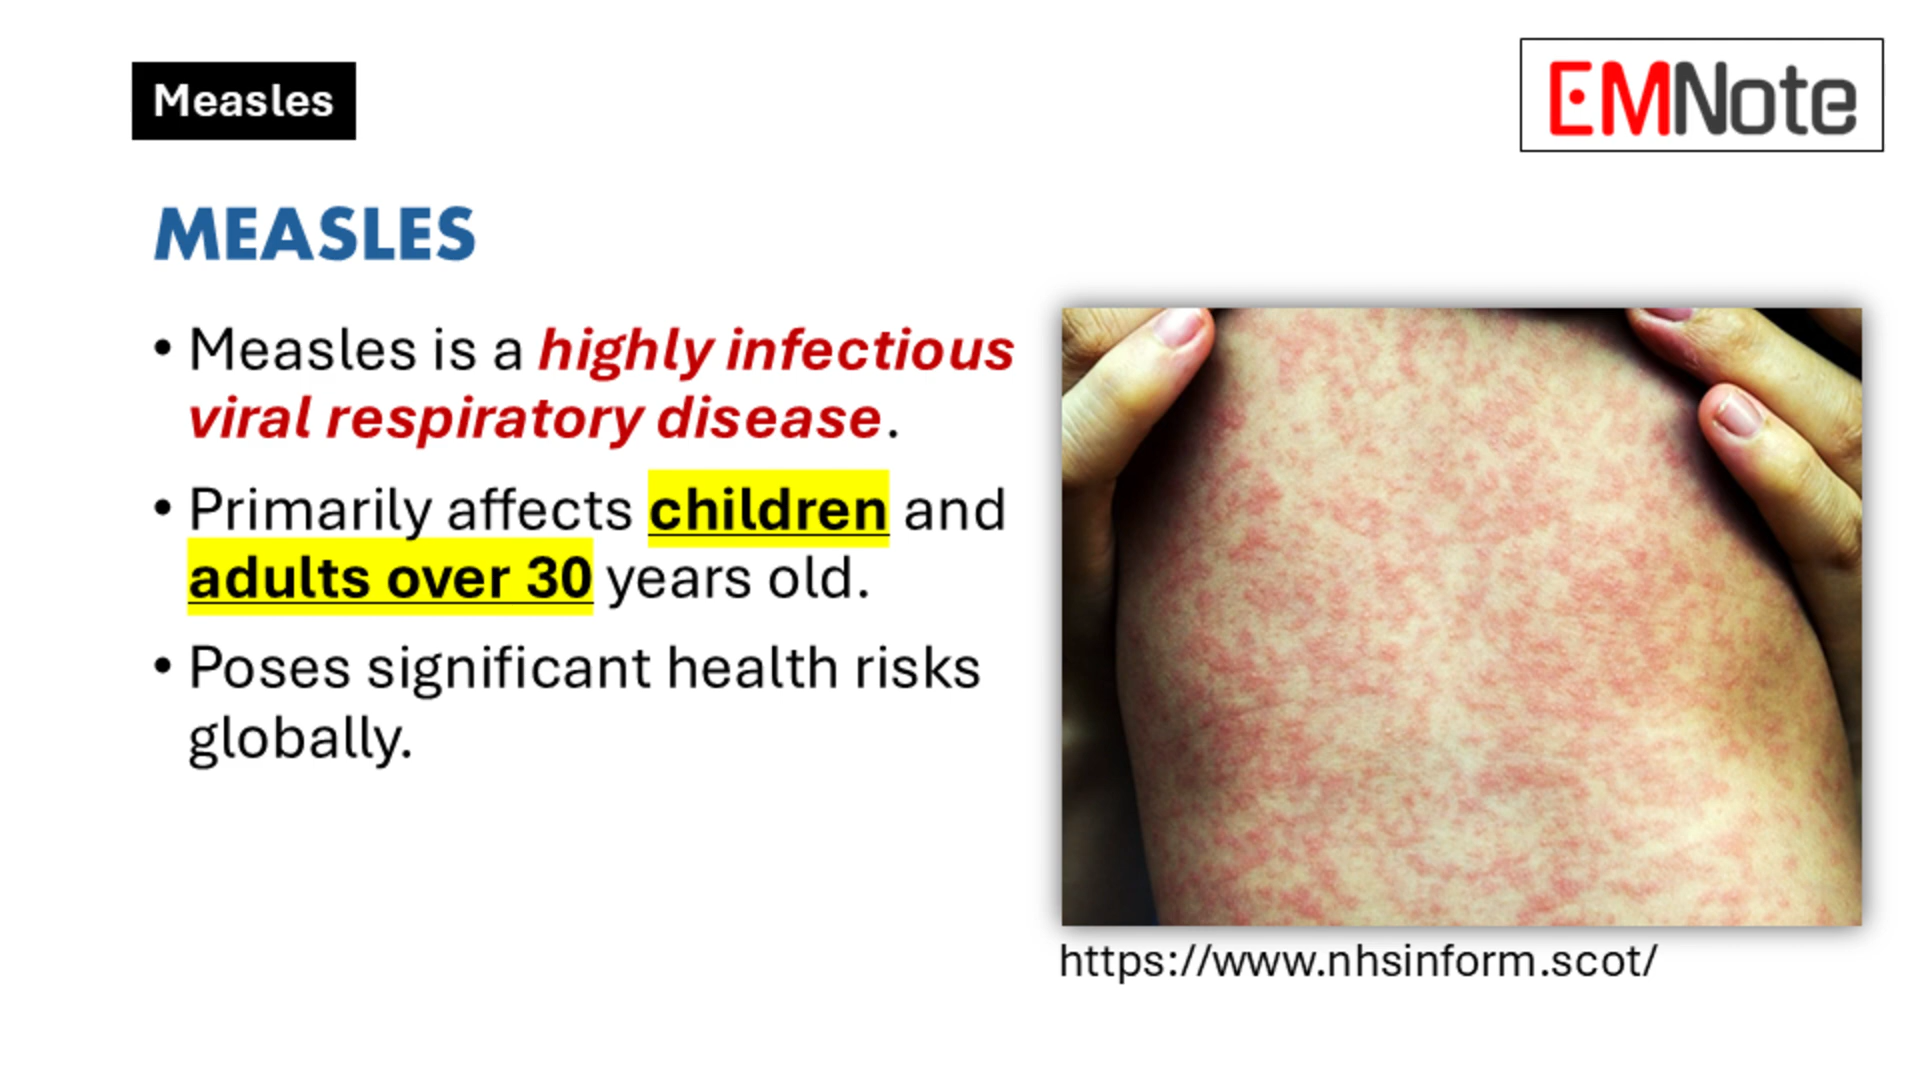 Measles
EMNote
MEASLES
• Measles is a highly infectious
viral respiratory disease.
• Primarily affects children and
adults over 30 years old.
• Poses significant health risks
globally.
https://www.nhsinform.scot/